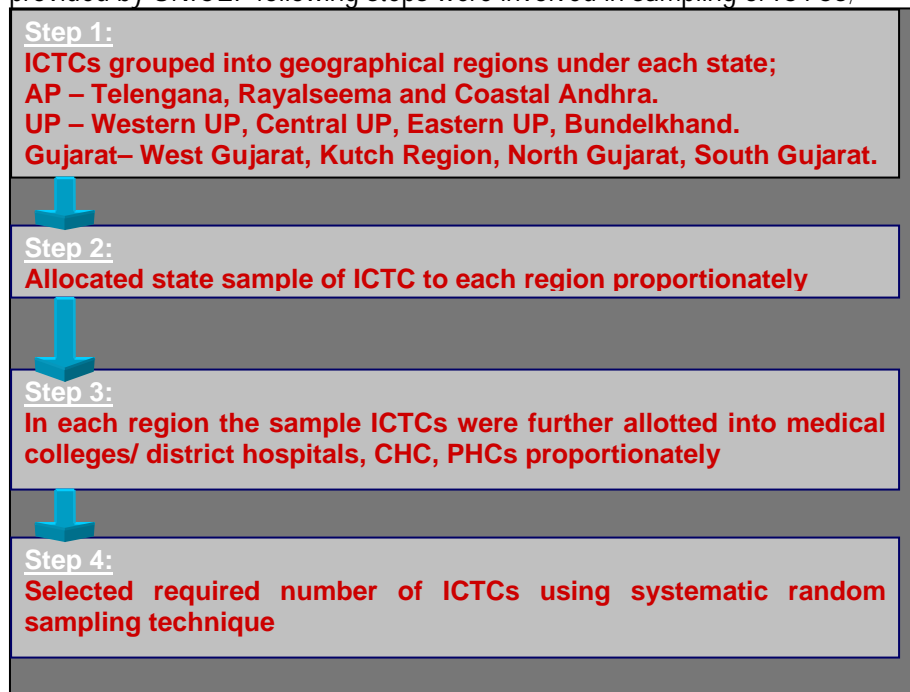 Step 1:
ICTCs grouped into geographical regions under each state;
AP – Telengana, Rayalseema and Coastal Andhra.
UP – Western UP, Central UP, Eastern UP, Bundelkhand.
Gujarat– West Gujarat, Kutch Region, North Gujarat, South Gujarat.
Step 2:
Allocated state sample of ICTC to each region proportionately
Step 3:
In each region the sample ICTCs were further allotted into medical
colleges/ district hospitals, CHC, PHCs proportionately
Step 4:
Selected required number of ICTCs using systematic random
sampling technique